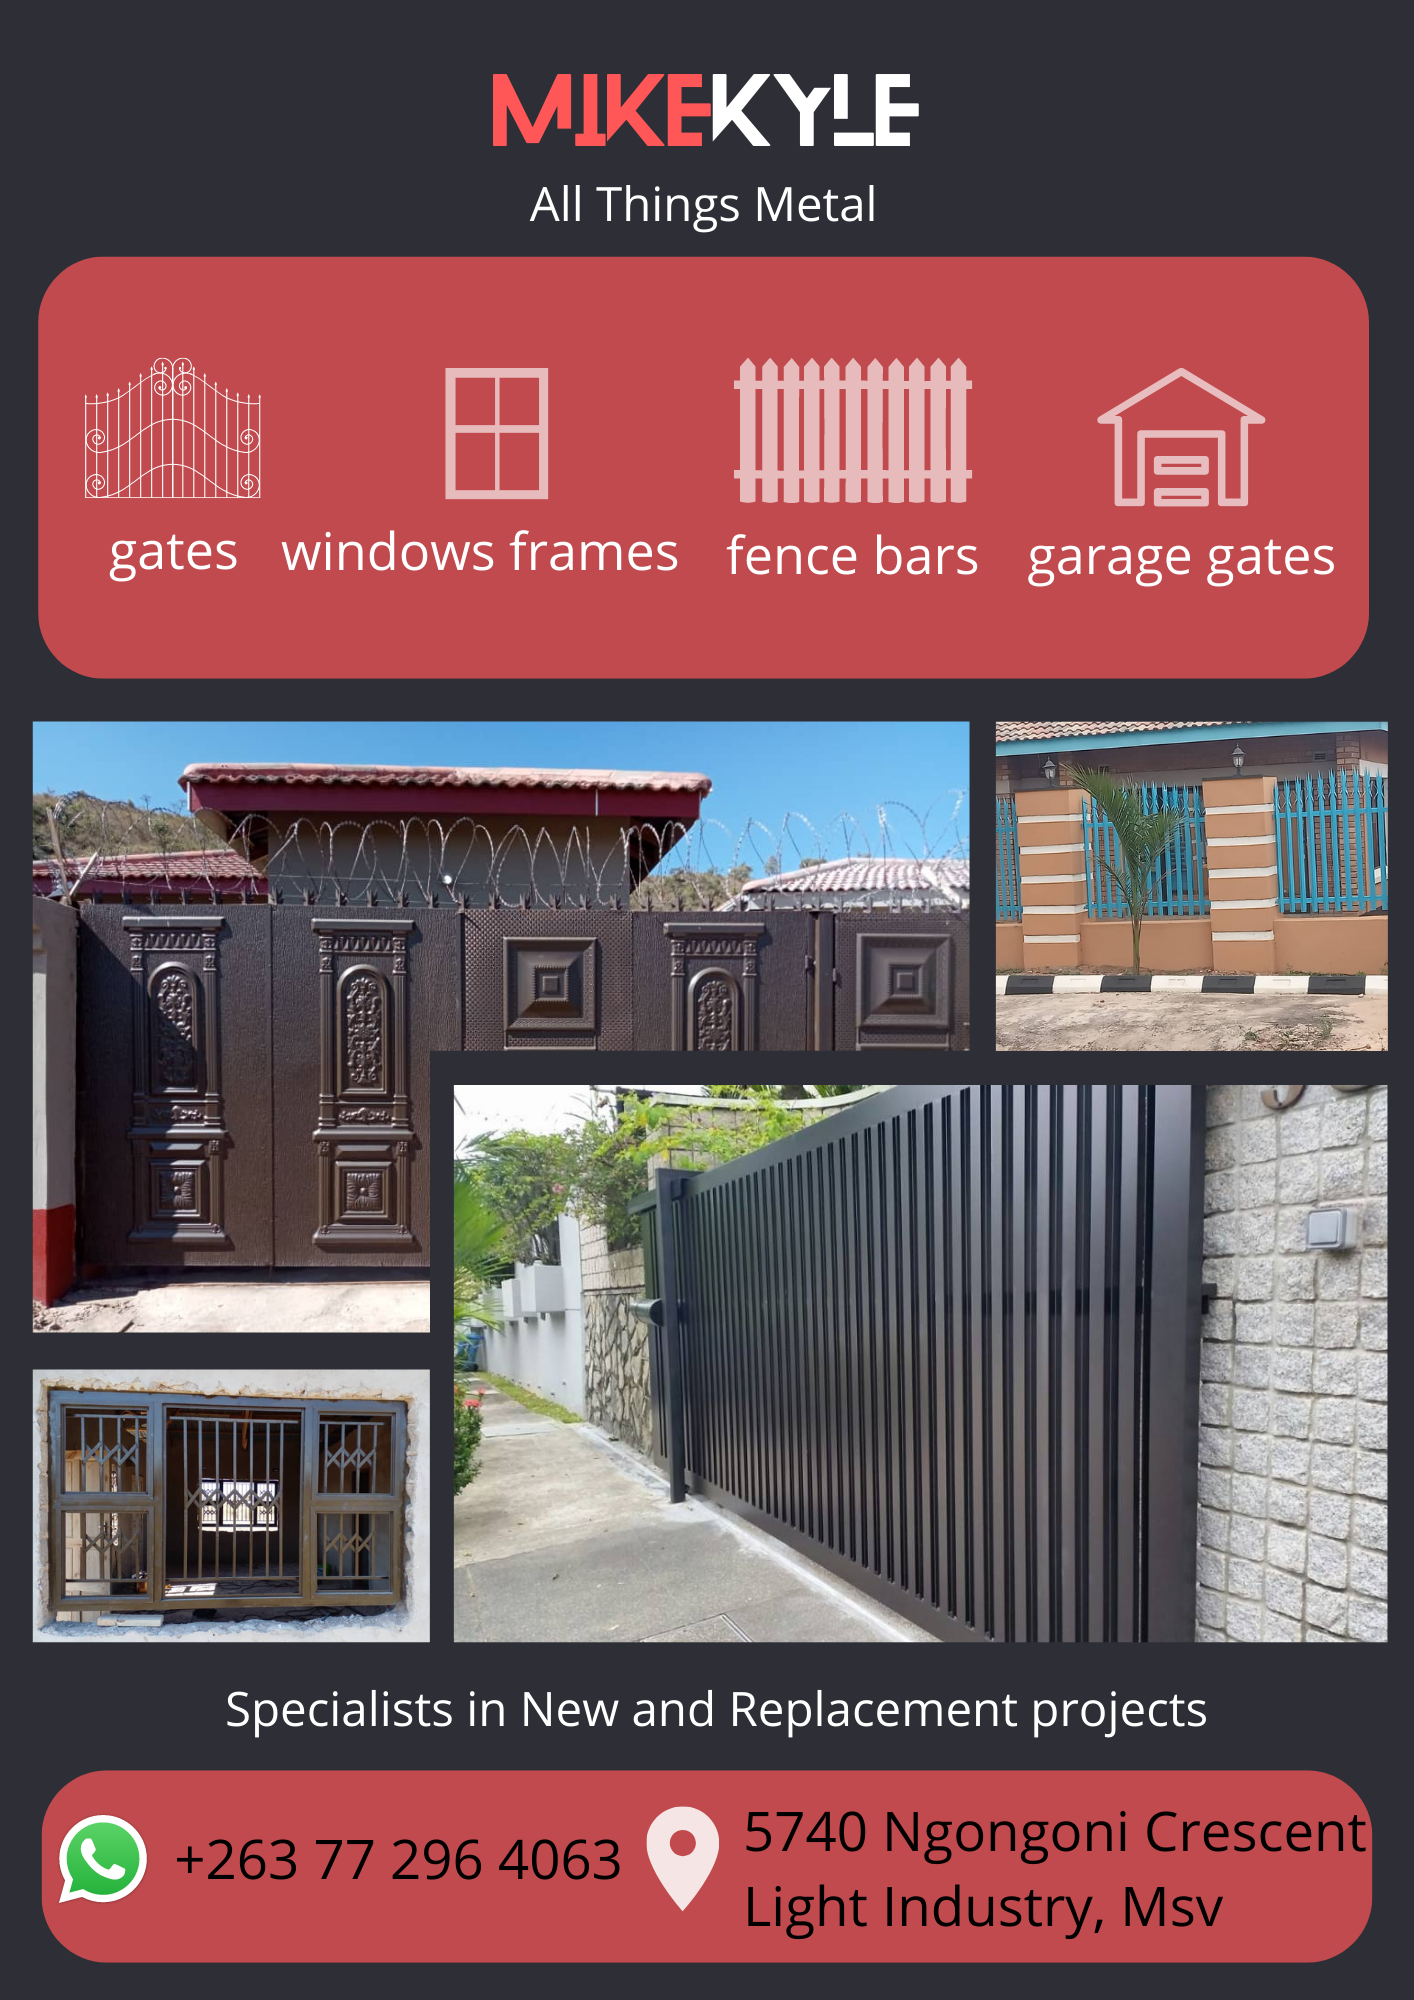 MIKEKYLE
All Things Metal
gates
windows frames
fence bars
garage gates
Specialists in New and Replacement projects
+263 77 296 4063
5740 Ngongoni Crescent
Light Industry, Msv